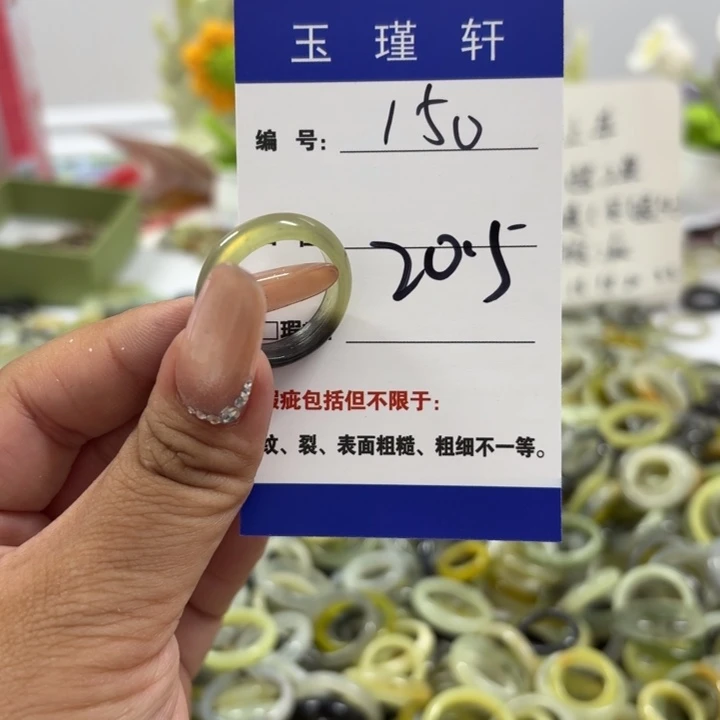 玉瑾轩
编号: 150
20.5
□瑕
瑕疵包括但不限于:
纹、裂、表面粗糙、粗细不一等。